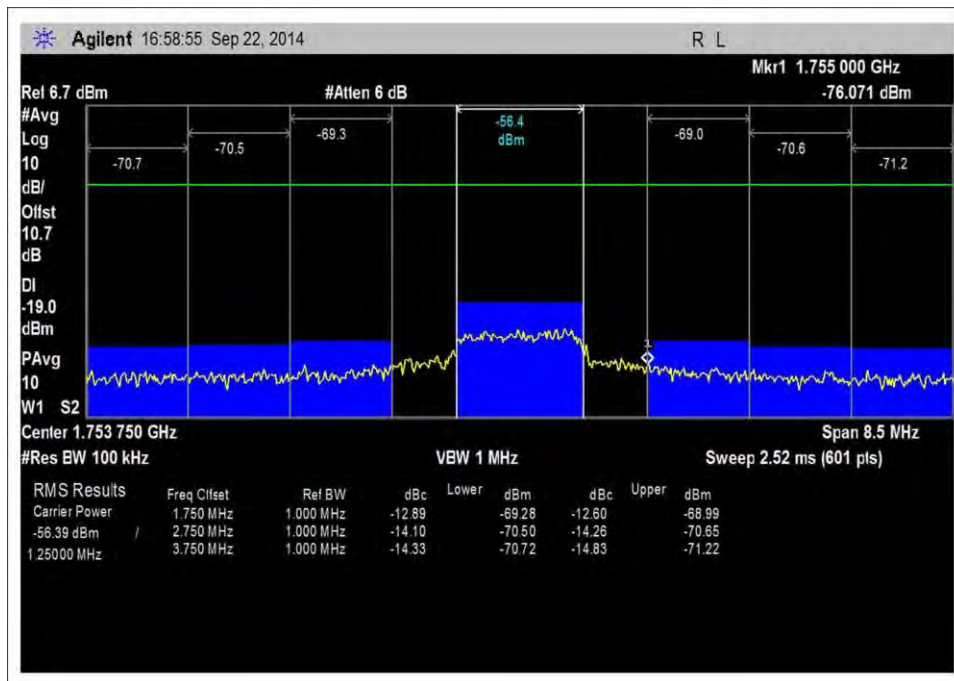 Agilent 16:58:55 Sep 22, 2014 R L
Mkr1 1.755 000 GHz
Ref 6.7 dBm #Atten 6 dB -76.071 dBm
#Avg
Log
10
dB/
Offst
10.7
dB
DI
-19.0
dBm
PAvg
10
W1 S2
-70.7 -70.5 -69.3 -56.4 dBm -69.0 -70.6 -71.2
1
Center 1.753 750 GHz Span 8.5 MHz
#Res BW 100 kHz VBW 1 MHz Sweep 2.52 ms (601 pts)
RMS Results Freq Offset Ref BW dBc Lower dBm dBc Upper dBm
Carrier Power 1.750 MHz 1.000 MHz -12.89 -69.28 -12.60 -68.99
-56.39 dBm / 2.750 MHz 1.000 MHz -14.10 -70.50 -14.26 -70.65
1.25000 MHz 3.750 MHz 1.000 MHz -14.33 -70.72 -14.83 -71.22